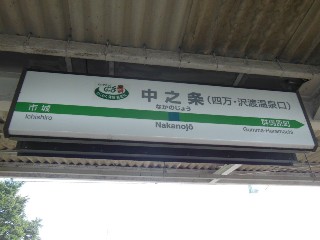 中之条(四万・沢渡温泉口)
なかのじょう
市城
Ichishiro
Nakanojō
群馬原町
Gumma-Haramachi